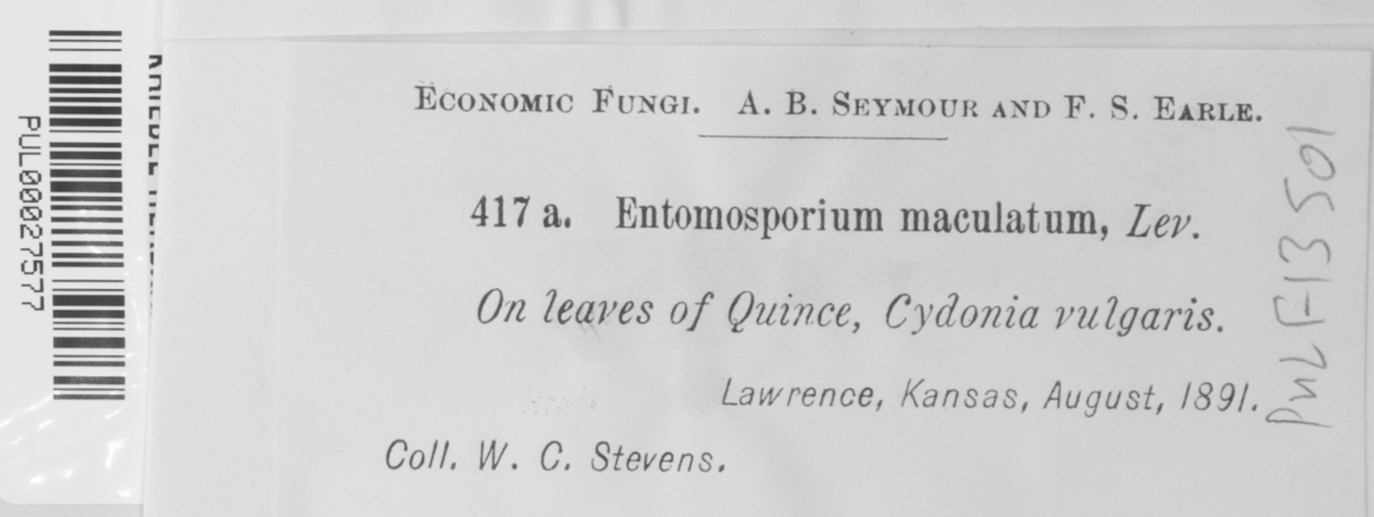 ECONOMIC FUNGI. A. B. SEYMOUR AND F. S. EARLE.
417 a. Entomosporium maculatum, Lev.
On leaves of Quince, Cydonia vulgaris.
Lawrence, Kansas, August, 1891.
Coll. W. C. Stevens.
PUL00027577
PUL F13501